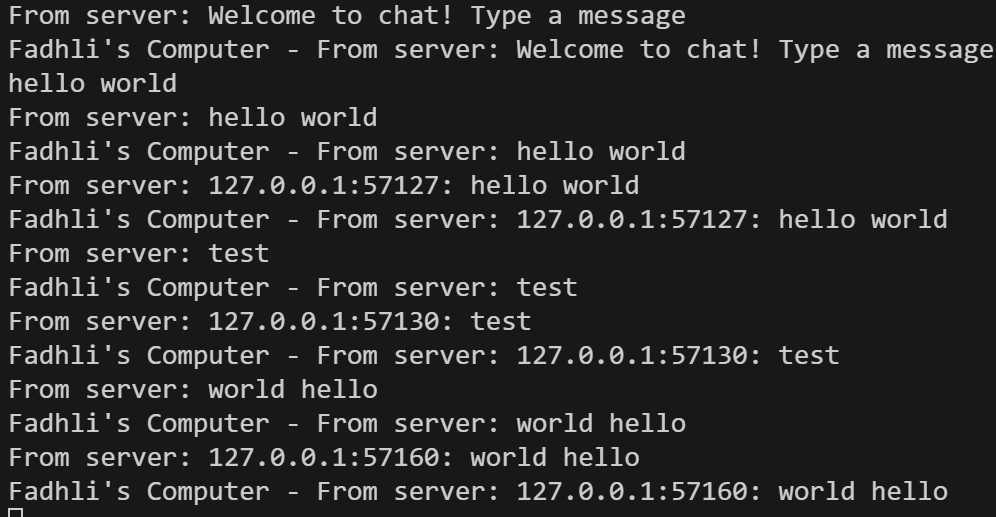 From server: Welcome to chat! Type a message
Fadhli's Computer - From server: Welcome to chat! Type a message
hello world
From server: hello world
Fadhli's Computer - From server: hello world
From server: 127.0.0.1:57127: hello world
Fadhli's Computer - From server: 127.0.0.1:57127: hello world
From server: test
Fadhli's Computer - From server: test
From server: 127.0.0.1:57130: test
Fadhli's Computer - From server: 127.0.0.1:57130: test
From server: world hello
Fadhli's Computer - From server: world hello
From server: 127.0.0.1:57160: world hello
Fadhli's Computer - From server: 127.0.0.1:57160: world hello